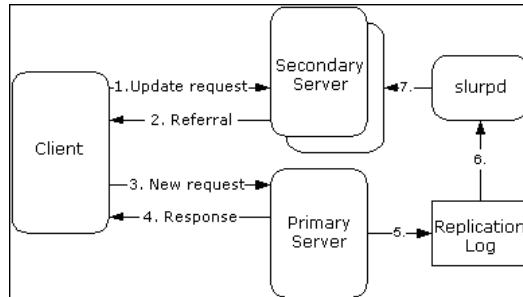 Client
1.Update request
2. Referral
Secondary
Server
7.
slurpd
6.
3. New request
4. Response
Primary
Server
5.
Replication
Log